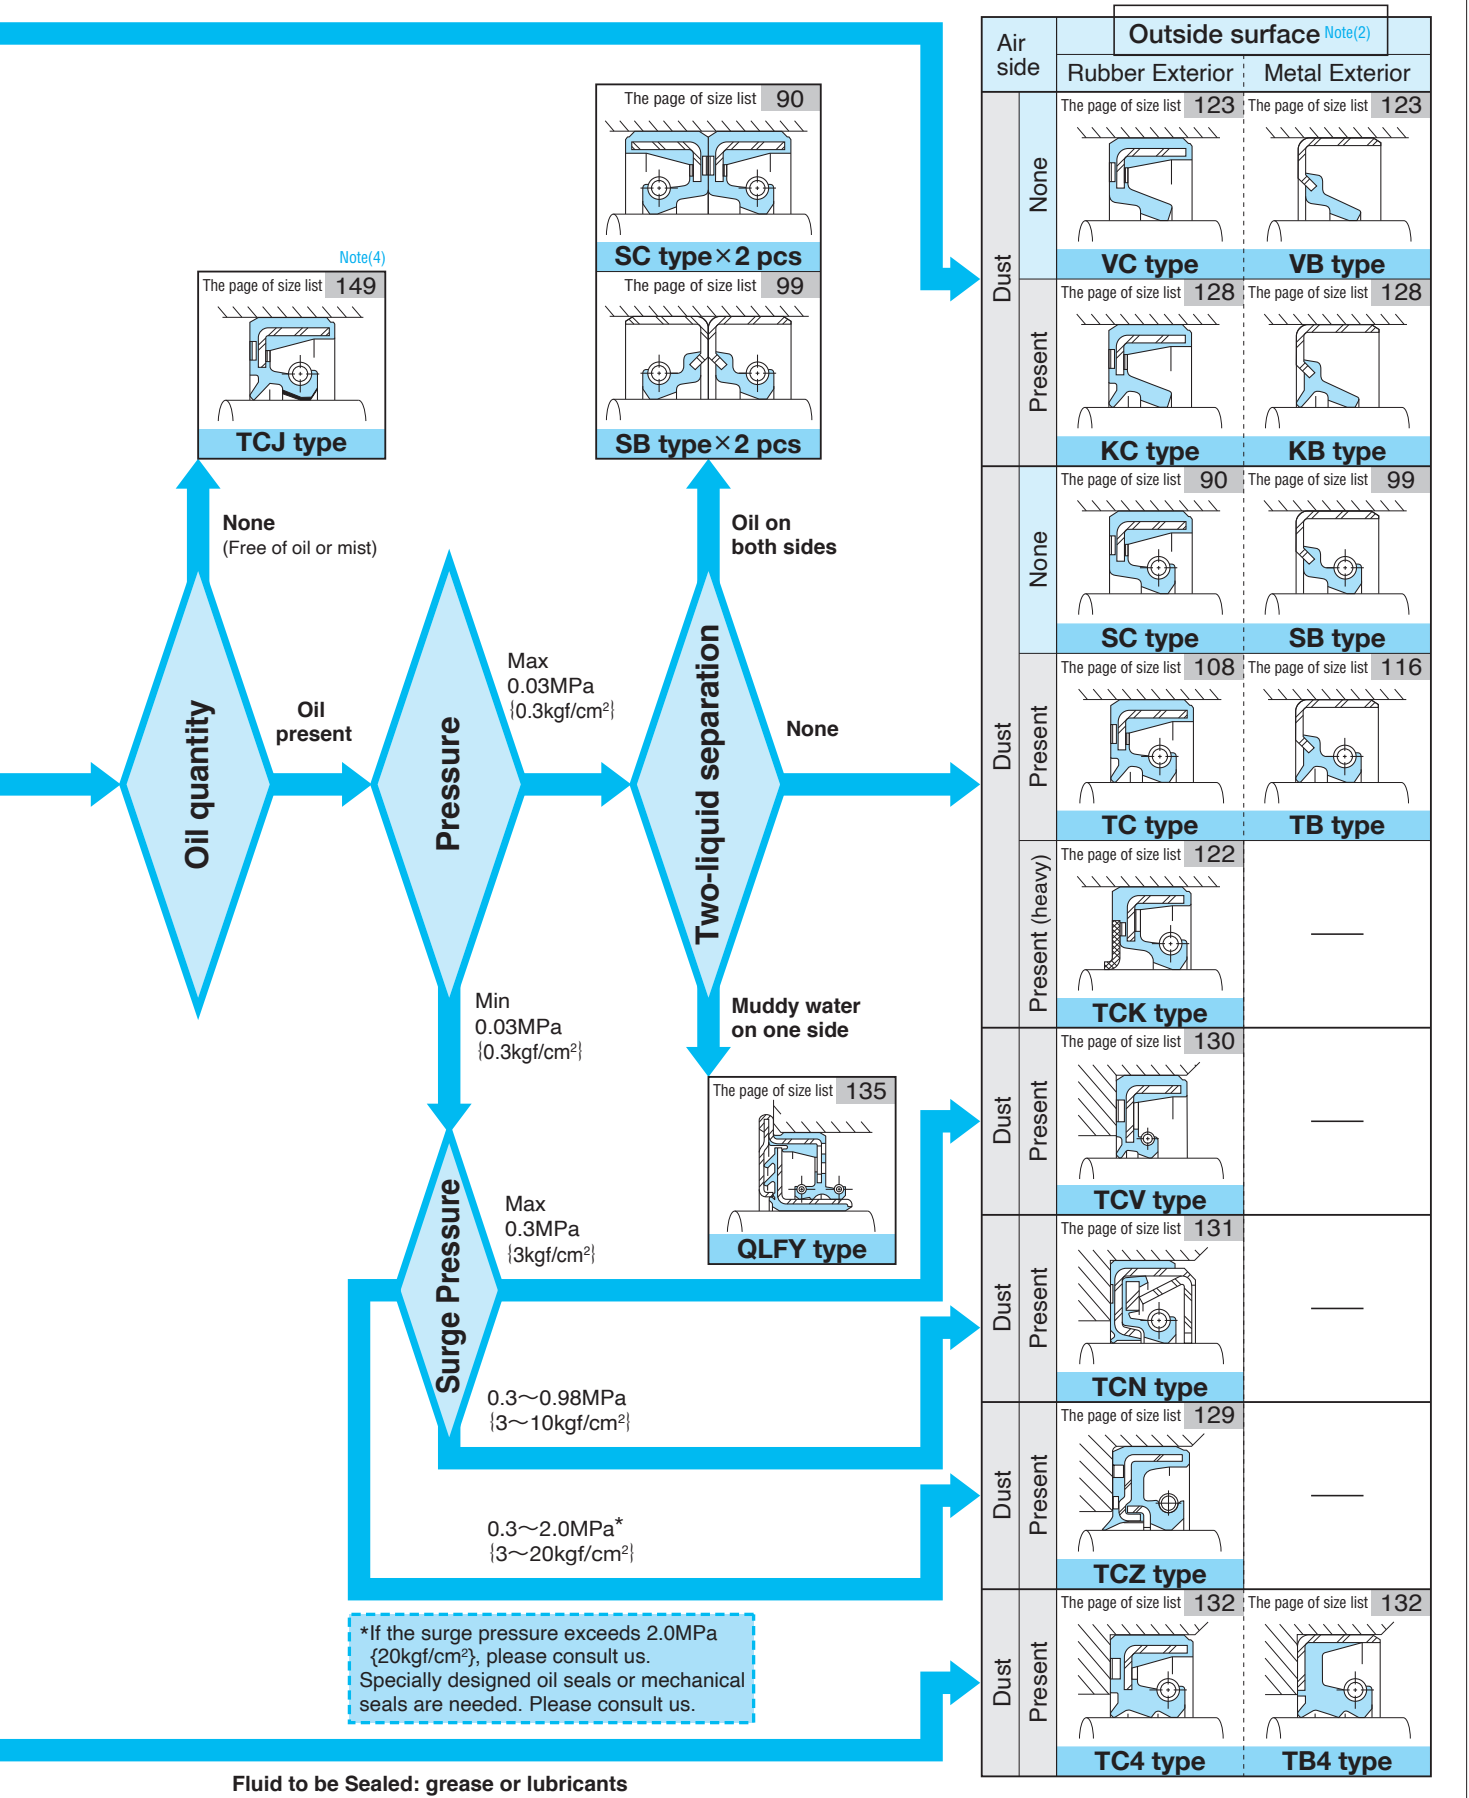 Outside surface Note(2)
Air
side
Rubber Exterior
Metal Exterior
The page of size list 90
SC type×2 pcs
The page of size list 99
SB type×2 pcs
Note(4)
The page of size list 149
TCJ type
None
(Free of oil or mist)
Oil on
both sides
Oil quantity
Oil
present
Pressure
Max
0.03MPa
{0.3kgf/cm²}
Two-liquid separation
None
Min
0.03MPa
{0.3kgf/cm²}
Muddy water
on one side
The page of size list 135
QLFY type
Surge Pressure
Max
0.3MPa
{3kgf/cm²}
0.3～0.98MPa
{3～10kgf/cm²}
0.3～2.0MPa*
{3～20kgf/cm²}
*If the surge pressure exceeds 2.0MPa
{20kgf/cm²}, please consult us.
Specially designed oil seals or mechanical
seals are needed. Please consult us.
Fluid to be Sealed: grease or lubricants
Dust
None
The page of size list 123
VC type
The page of size list 123
VB type
Present
The page of size list 128
KC type
The page of size list 128
KB type
Dust
None
The page of size list 90
SC type
The page of size list 99
SB type
Present
The page of size list 108
TC type
The page of size list 116
TB type
Present (heavy)
The page of size list 122
TCK type
Dust
Present
The page of size list 130
TCV type
Dust
Present
The page of size list 131
TCN type
Dust
Present
The page of size list 129
TCZ type
Dust
Present
The page of size list 132
TC4 type
The page of size list 132
TB4 type